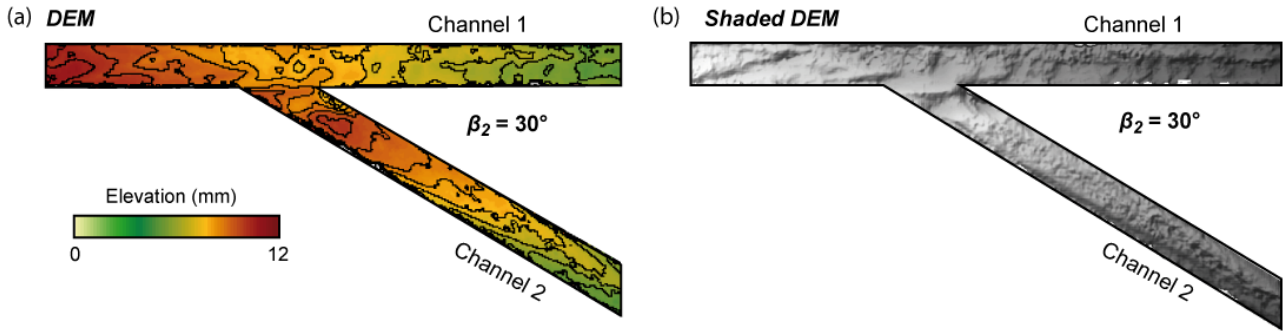 (a) DEM
Channel 1
β2 = 30°
Elevation (mm)
0 12
Channel 2
(b) Shaded DEM
Channel 1
β2 = 30°
Channel 2